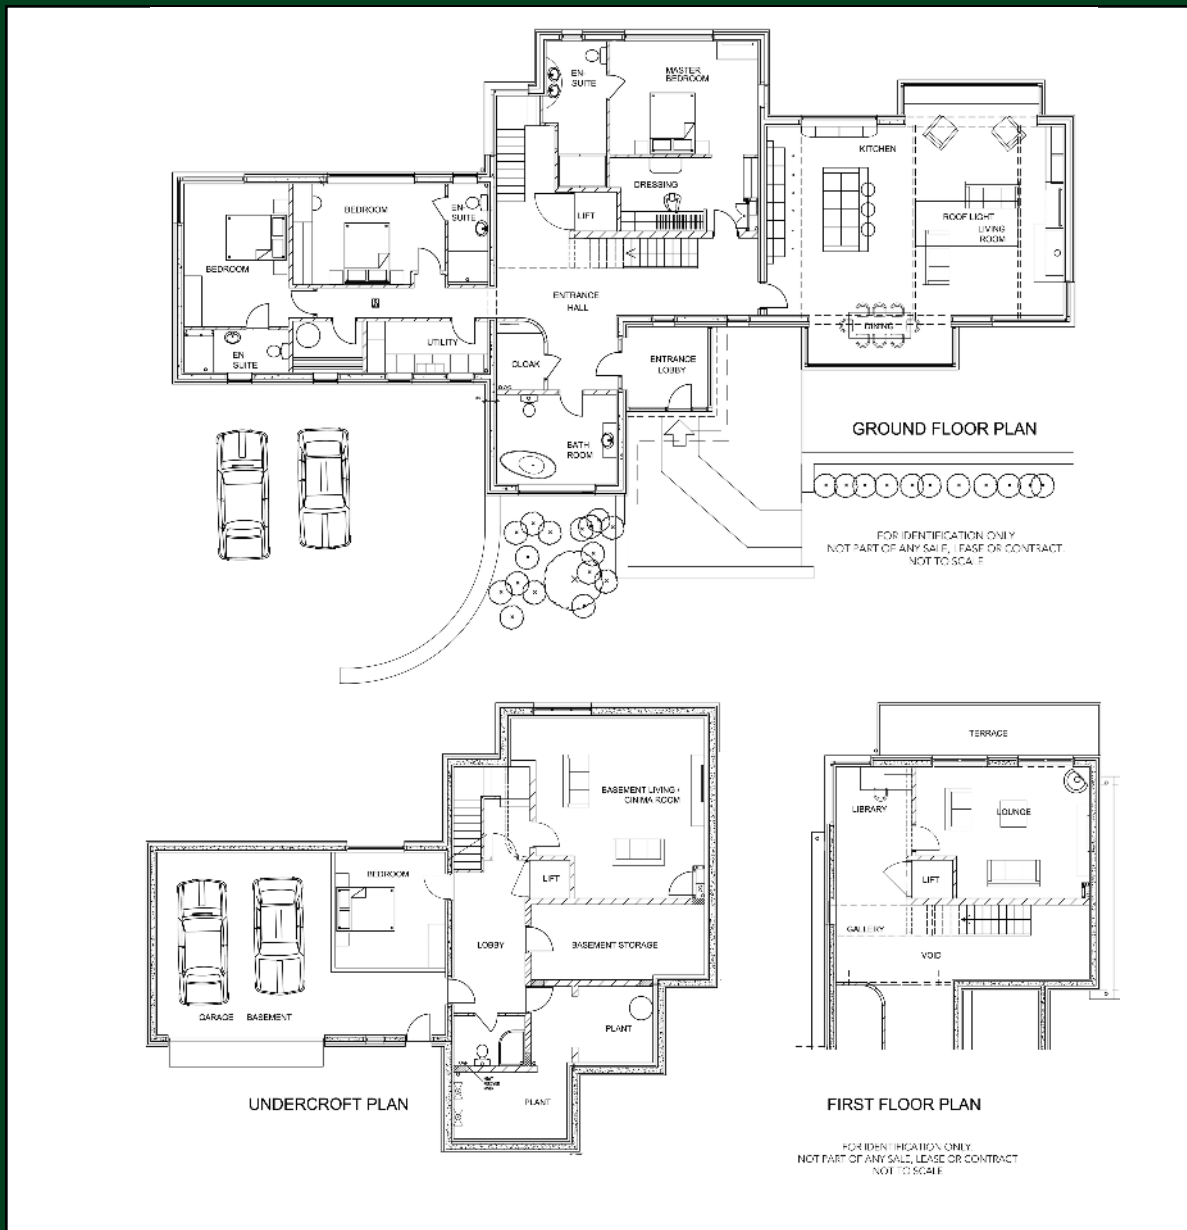 EN-
SUITE
MASTER
BEDROOM
KITCHEN
DRESSING
BEDROOM
EN-
SUITE
LIFT
ROOF LIGHT
LIVING
ROOM
BEDROOM
ENTRANCE
HALL
DINING
UTILITY
EN
SUITE
CLOAK
ENTRANCE
LOBBY
GROUND FLOOR PLAN
BATH
ROOM
FOR IDENTIFICATION ONLY
NOT PART OF ANY SALE, LEASE OR CONTRACT.
NOT TO SCALE
TERRACE
BASEMENT LIVING /
CINIMA ROOM
LIBRARY
LOUNGE
BEDROOM
LIFT
LIFT
LOBBY
BASEMENT STORAGE
GALLERY
VOID
GARAGE BASEMENT
PLANT
PLANT
UNDERCROFT PLAN
FIRST FLOOR PLAN
FOR IDENTIFICATION ONLY.
NOT PART OF ANY SALE, LEASE OR CONTRACT
NOT TO SCALE